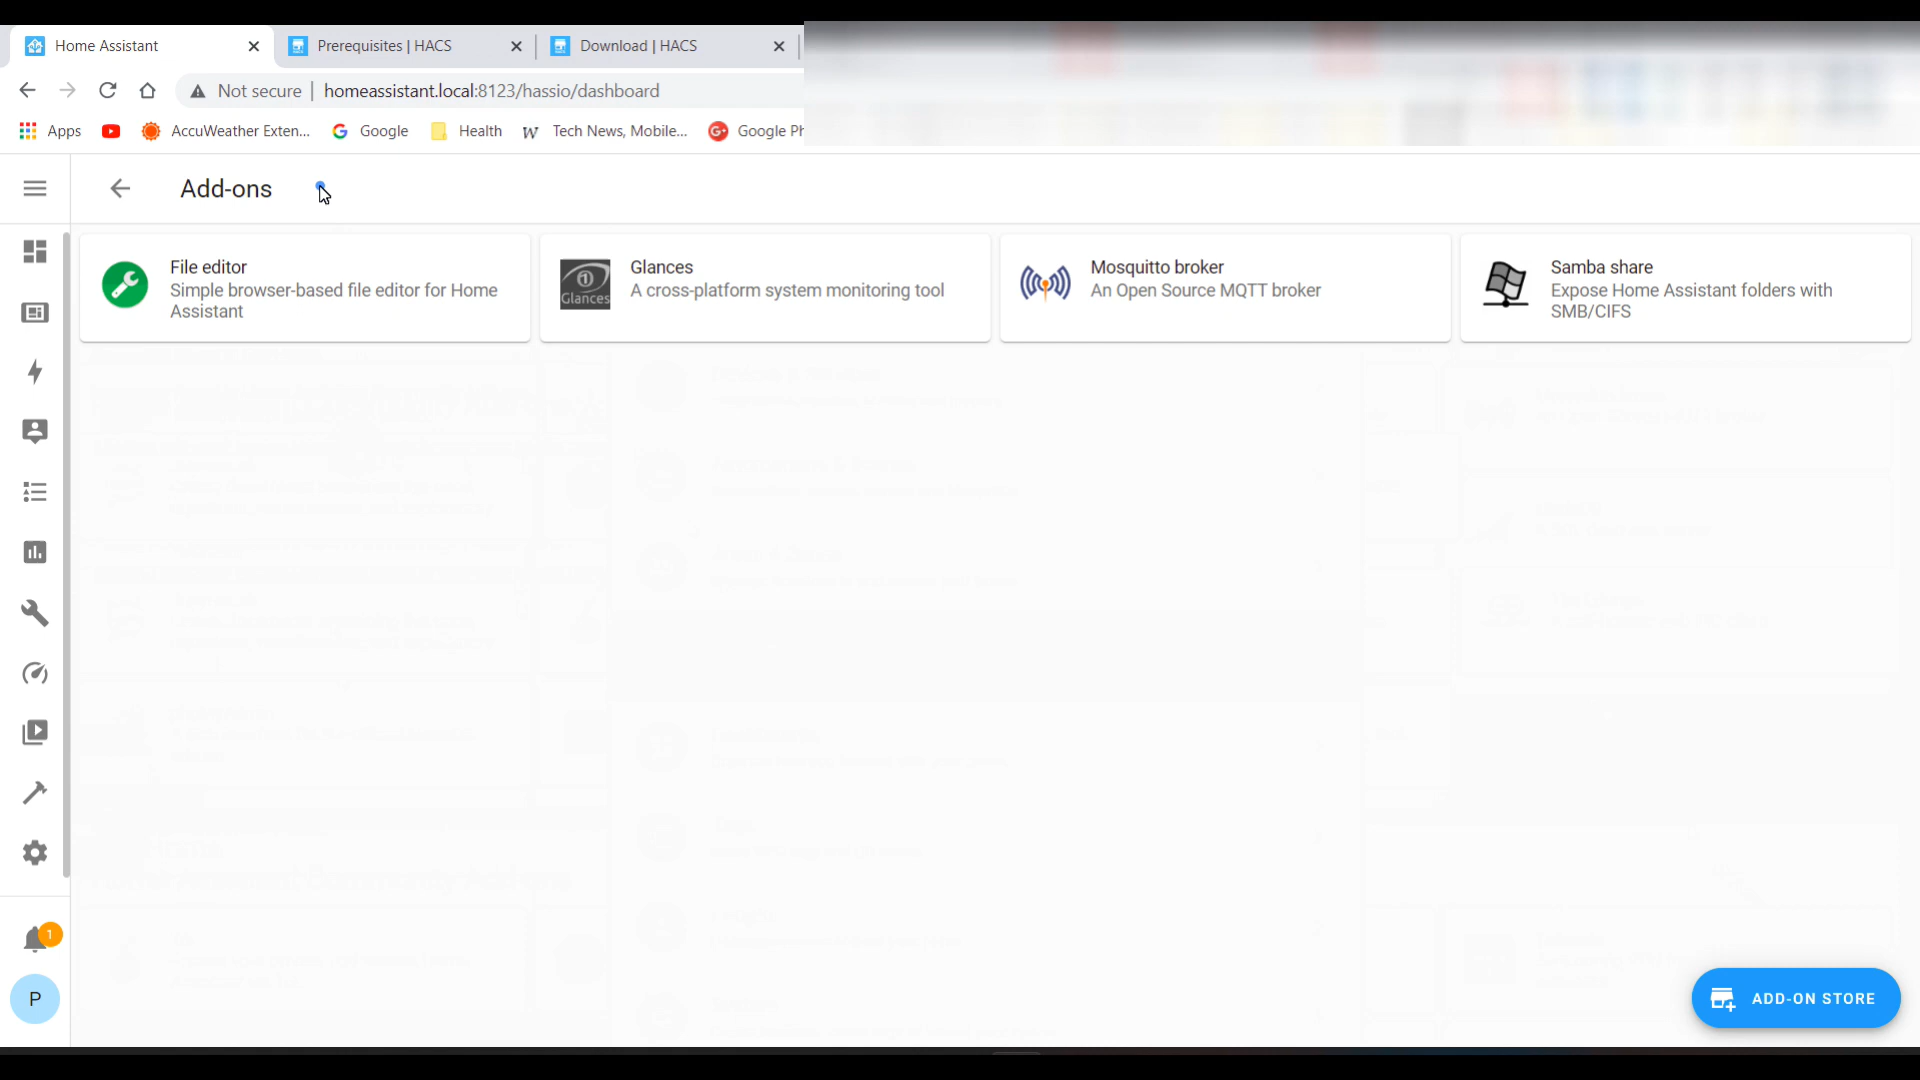 Home Assistant
Prerequisites | HACS
Download | HACS
Not secure | homeassistant.local:8123/hassio/dashboard
Apps
AccuWeather Exten...
Google
Health
W Tech News, Mobile...
G+ Google Ph
Add-ons
File editor
Simple browser-based file editor for Home
Assistant
Glances
Glances
A cross-platform system monitoring tool
Mosquitto broker
An Open Source MQTT broker
Samba share
Expose Home Assistant folders with
SMB/CIFS
1
P
ADD-ON STORE